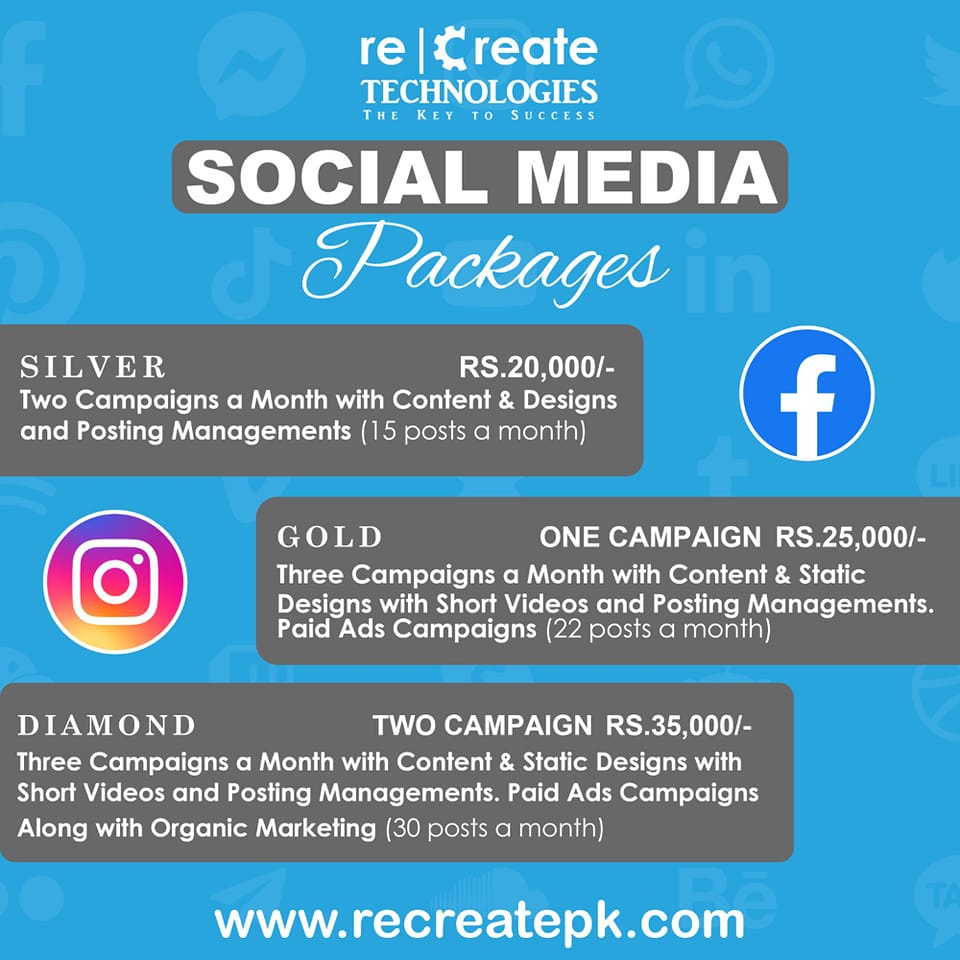 re|Create
TECHNOLOGIES
THE KEY TO SUCCESS
SOCIAL MEDIA
Packages
SILVER RS.20,000/-
Two Campaigns a Month with Content & Designs
and Posting Managements (15 posts a month)
GOLD ONE CAMPAIGN RS.25,000/-
Three Campaigns a Month with Content & Static
Designs with Short Videos and Posting Managements.
Paid Ads Campaigns (22 posts a month)
DIAMOND TWO CAMPAIGN RS.35,000/-
Three Campaigns a Month with Content & Static Designs with
Short Videos and Posting Managements. Paid Ads Campaigns
Along with Organic Marketing (30 posts a month)
www.recreatepk.com